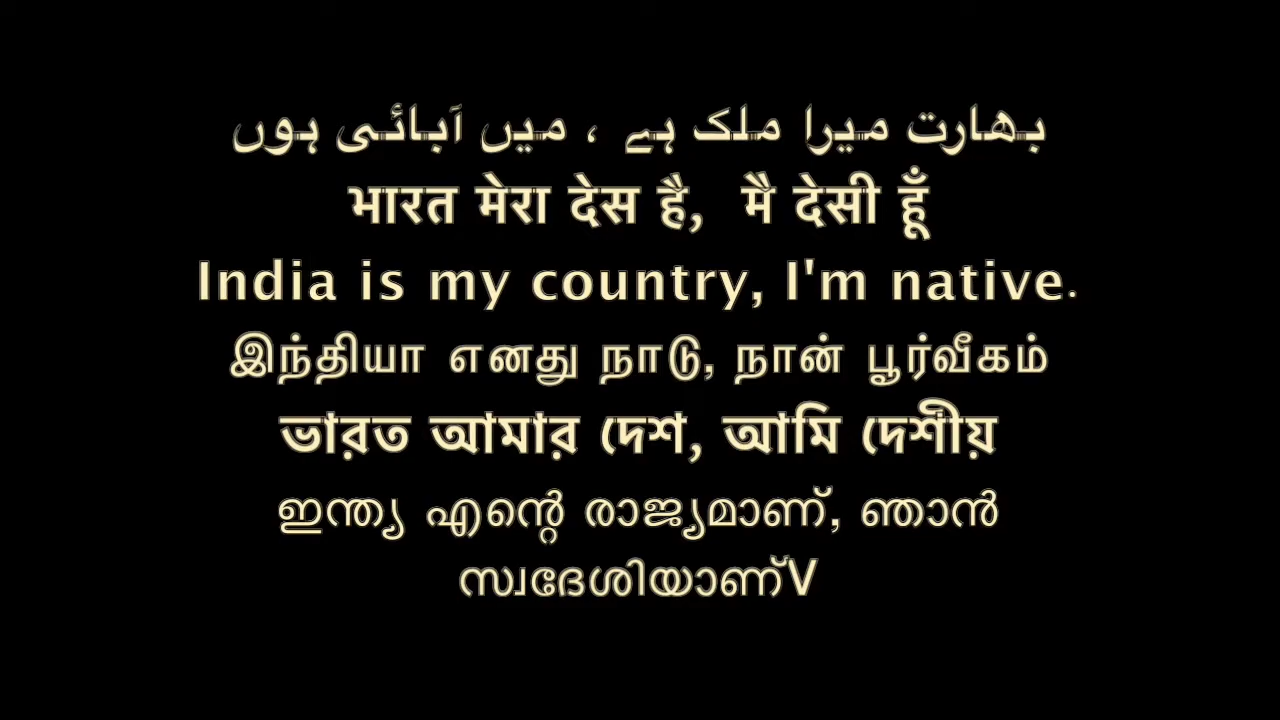 بھارت میرا ملک ہے ، میں آبائی ہوں
भारत मेरा देस है, मै देसी हूँ
India is my country, I'm native.
இந்தியா எனது நாடு, நான் பூர்வீகம்
ভারত আমার দেশ, আমি দেশীয়
ഇന്ത്യ എന്റെ രാജ്യമാണ്, ഞാൻ
സ്വദേശിയാണ്V